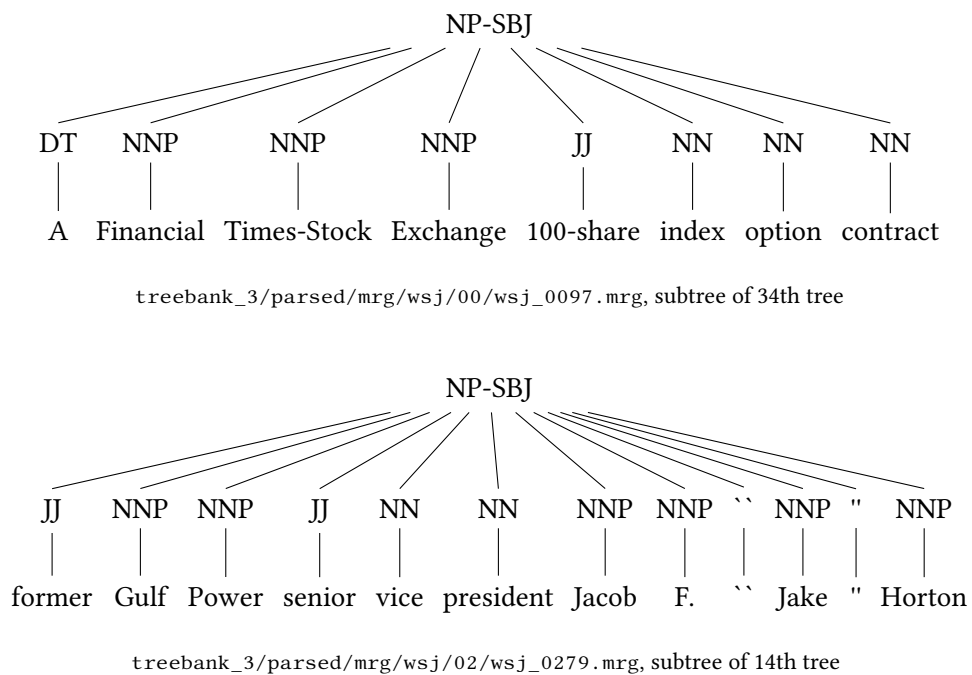 NP-SBJ
DT NNP NNP NNP JJ NN NN NN
A Financial Times-Stock Exchange 100-share index option contract
treebank_3/parsed/mrg/wsj/00/wsj_0097.mrg, subtree of 34th tree
NP-SBJ
JJ NNP NNP JJ NN NN NNP NNP `` NNP '' NNP
former Gulf Power senior vice president Jacob F. `` Jake '' Horton
treebank_3/parsed/mrg/wsj/02/wsj_0279.mrg, subtree of 14th tree